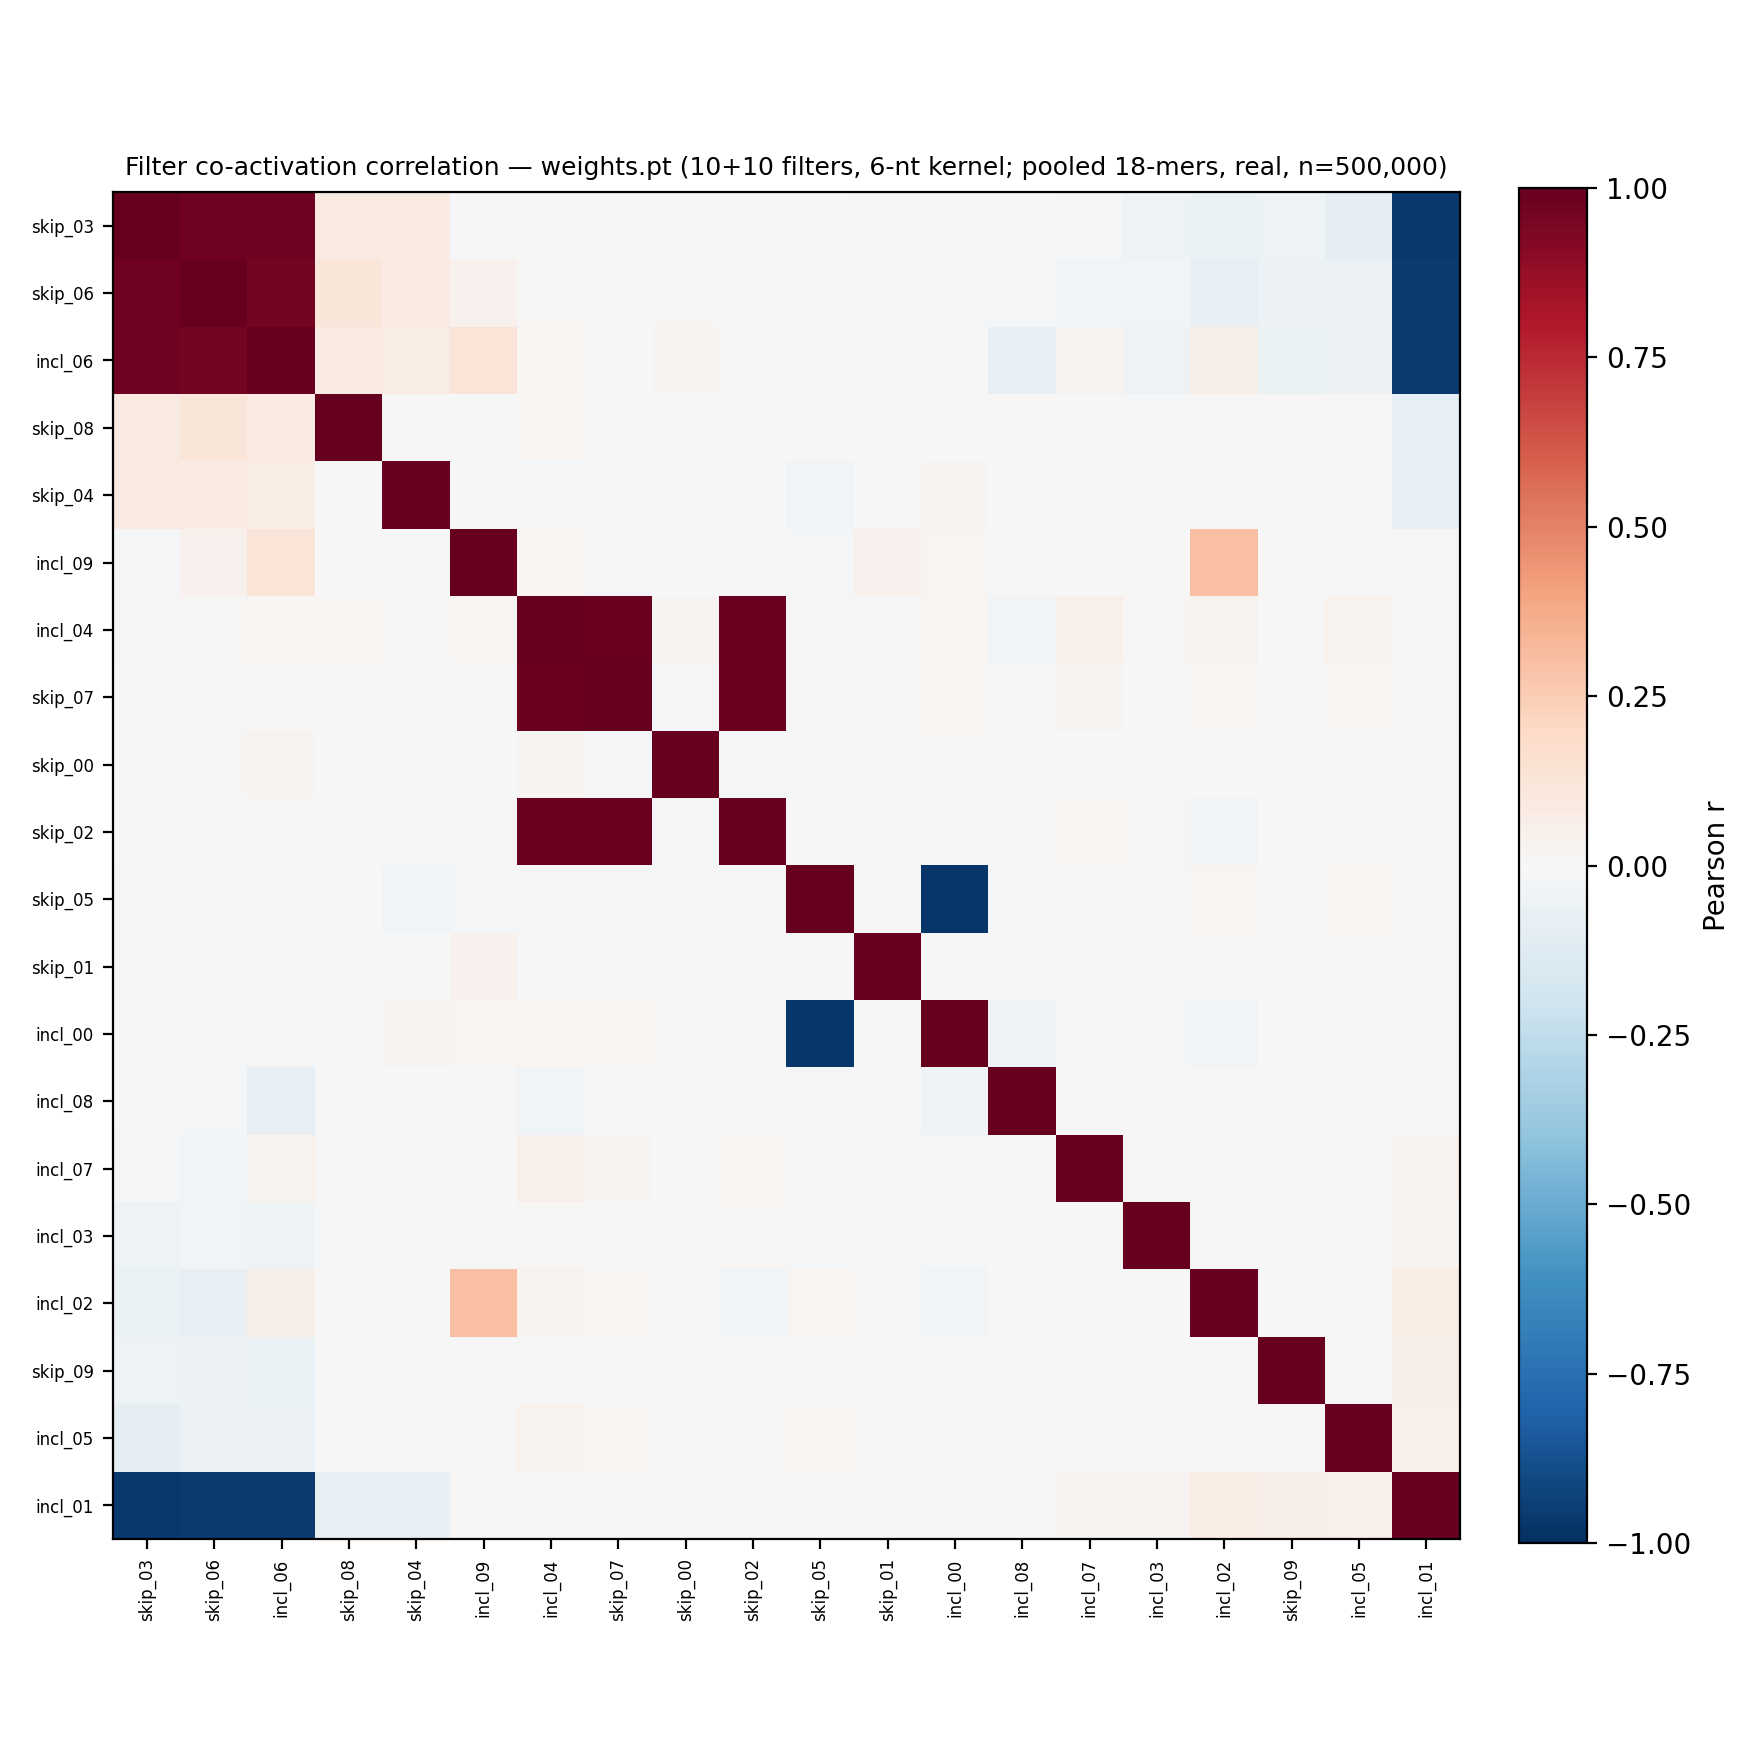 Filter co-activation correlation — weights.pt (10+10 filters, 6-nt kernel; pooled 18-mers, real, n=500,000)
skip_03
skip_06
incl_06
skip_08
skip_04
incl_09
incl_04
skip_07
skip_00
skip_02
skip_05
skip_01
incl_00
incl_08
incl_07
incl_03
incl_02
skip_09
incl_05
incl_01
skip_03
skip_06
incl_06
skip_08
skip_04
incl_09
incl_04
skip_07
skip_00
skip_02
skip_05
skip_01
incl_00
incl_08
incl_07
incl_03
incl_02
skip_09
incl_05
incl_01
1.00
0.75
0.50
0.25
0.00
−0.25
−0.50
−0.75
−1.00
Pearson r